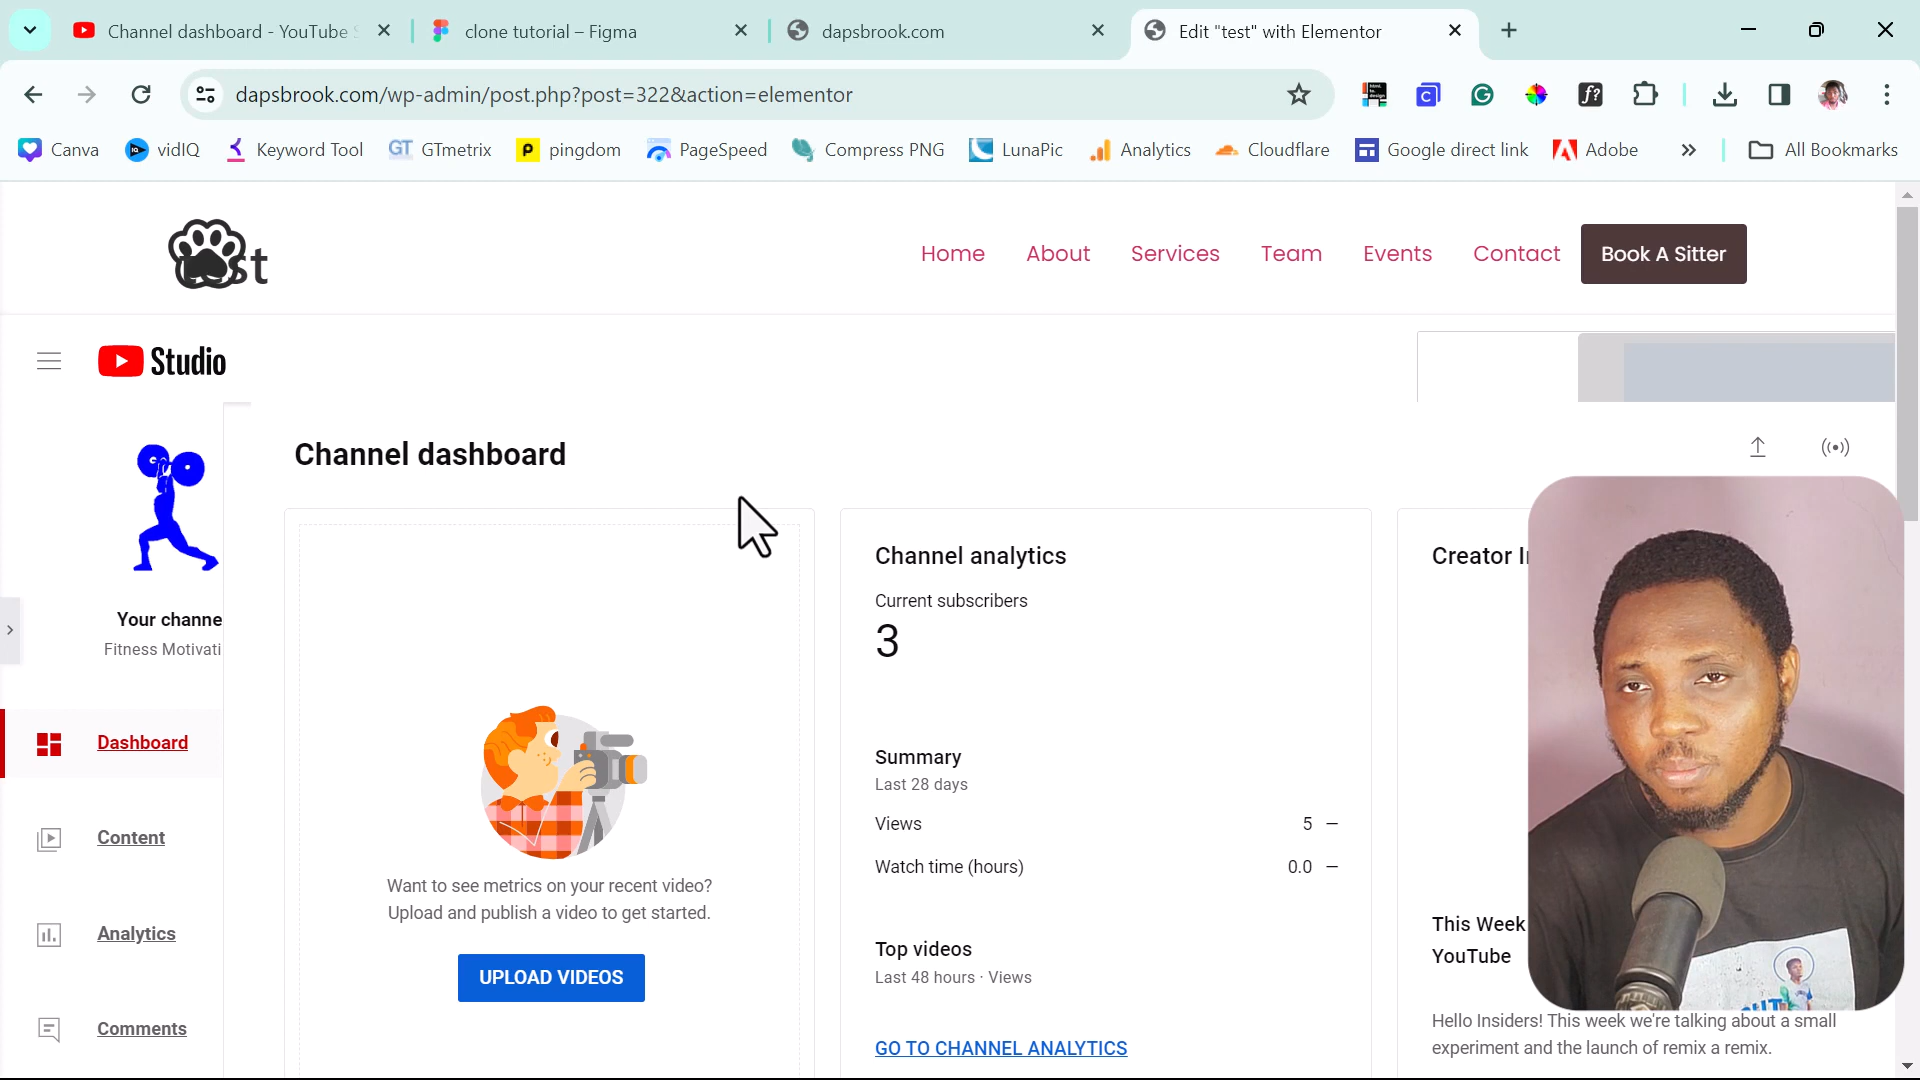 Channel dashboard - YouTube S
clone tutorial – Figma
dapsbrook.com
Edit "test" with Elementor
dapsbrook.com/wp-admin/post.php?post=322&action=elementor
Canva
vidIQ
Keyword Tool
GTmetrix
pingdom
PageSpeed
Compress PNG
LunaPic
Analytics
Cloudflare
Google direct link
Adobe
All Bookmarks
Home
About
Services
Team
Events
Contact
Book A Sitter
Studio
Channel dashboard
Your channe
Fitness Motivati
Dashboard
Content
Analytics
Comments
Want to see metrics on your recent video?
Upload and publish a video to get started.
UPLOAD VIDEOS
Channel analytics
Current subscribers
3
Summary
Last 28 days
Views 5 —
Watch time (hours) 0.0 —
Top videos
Last 48 hours · Views
GO TO CHANNEL ANALYTICS
Creator I
This Week
YouTube
Hello Insiders! This week we're talking about a small
experiment and the launch of remix a remix.